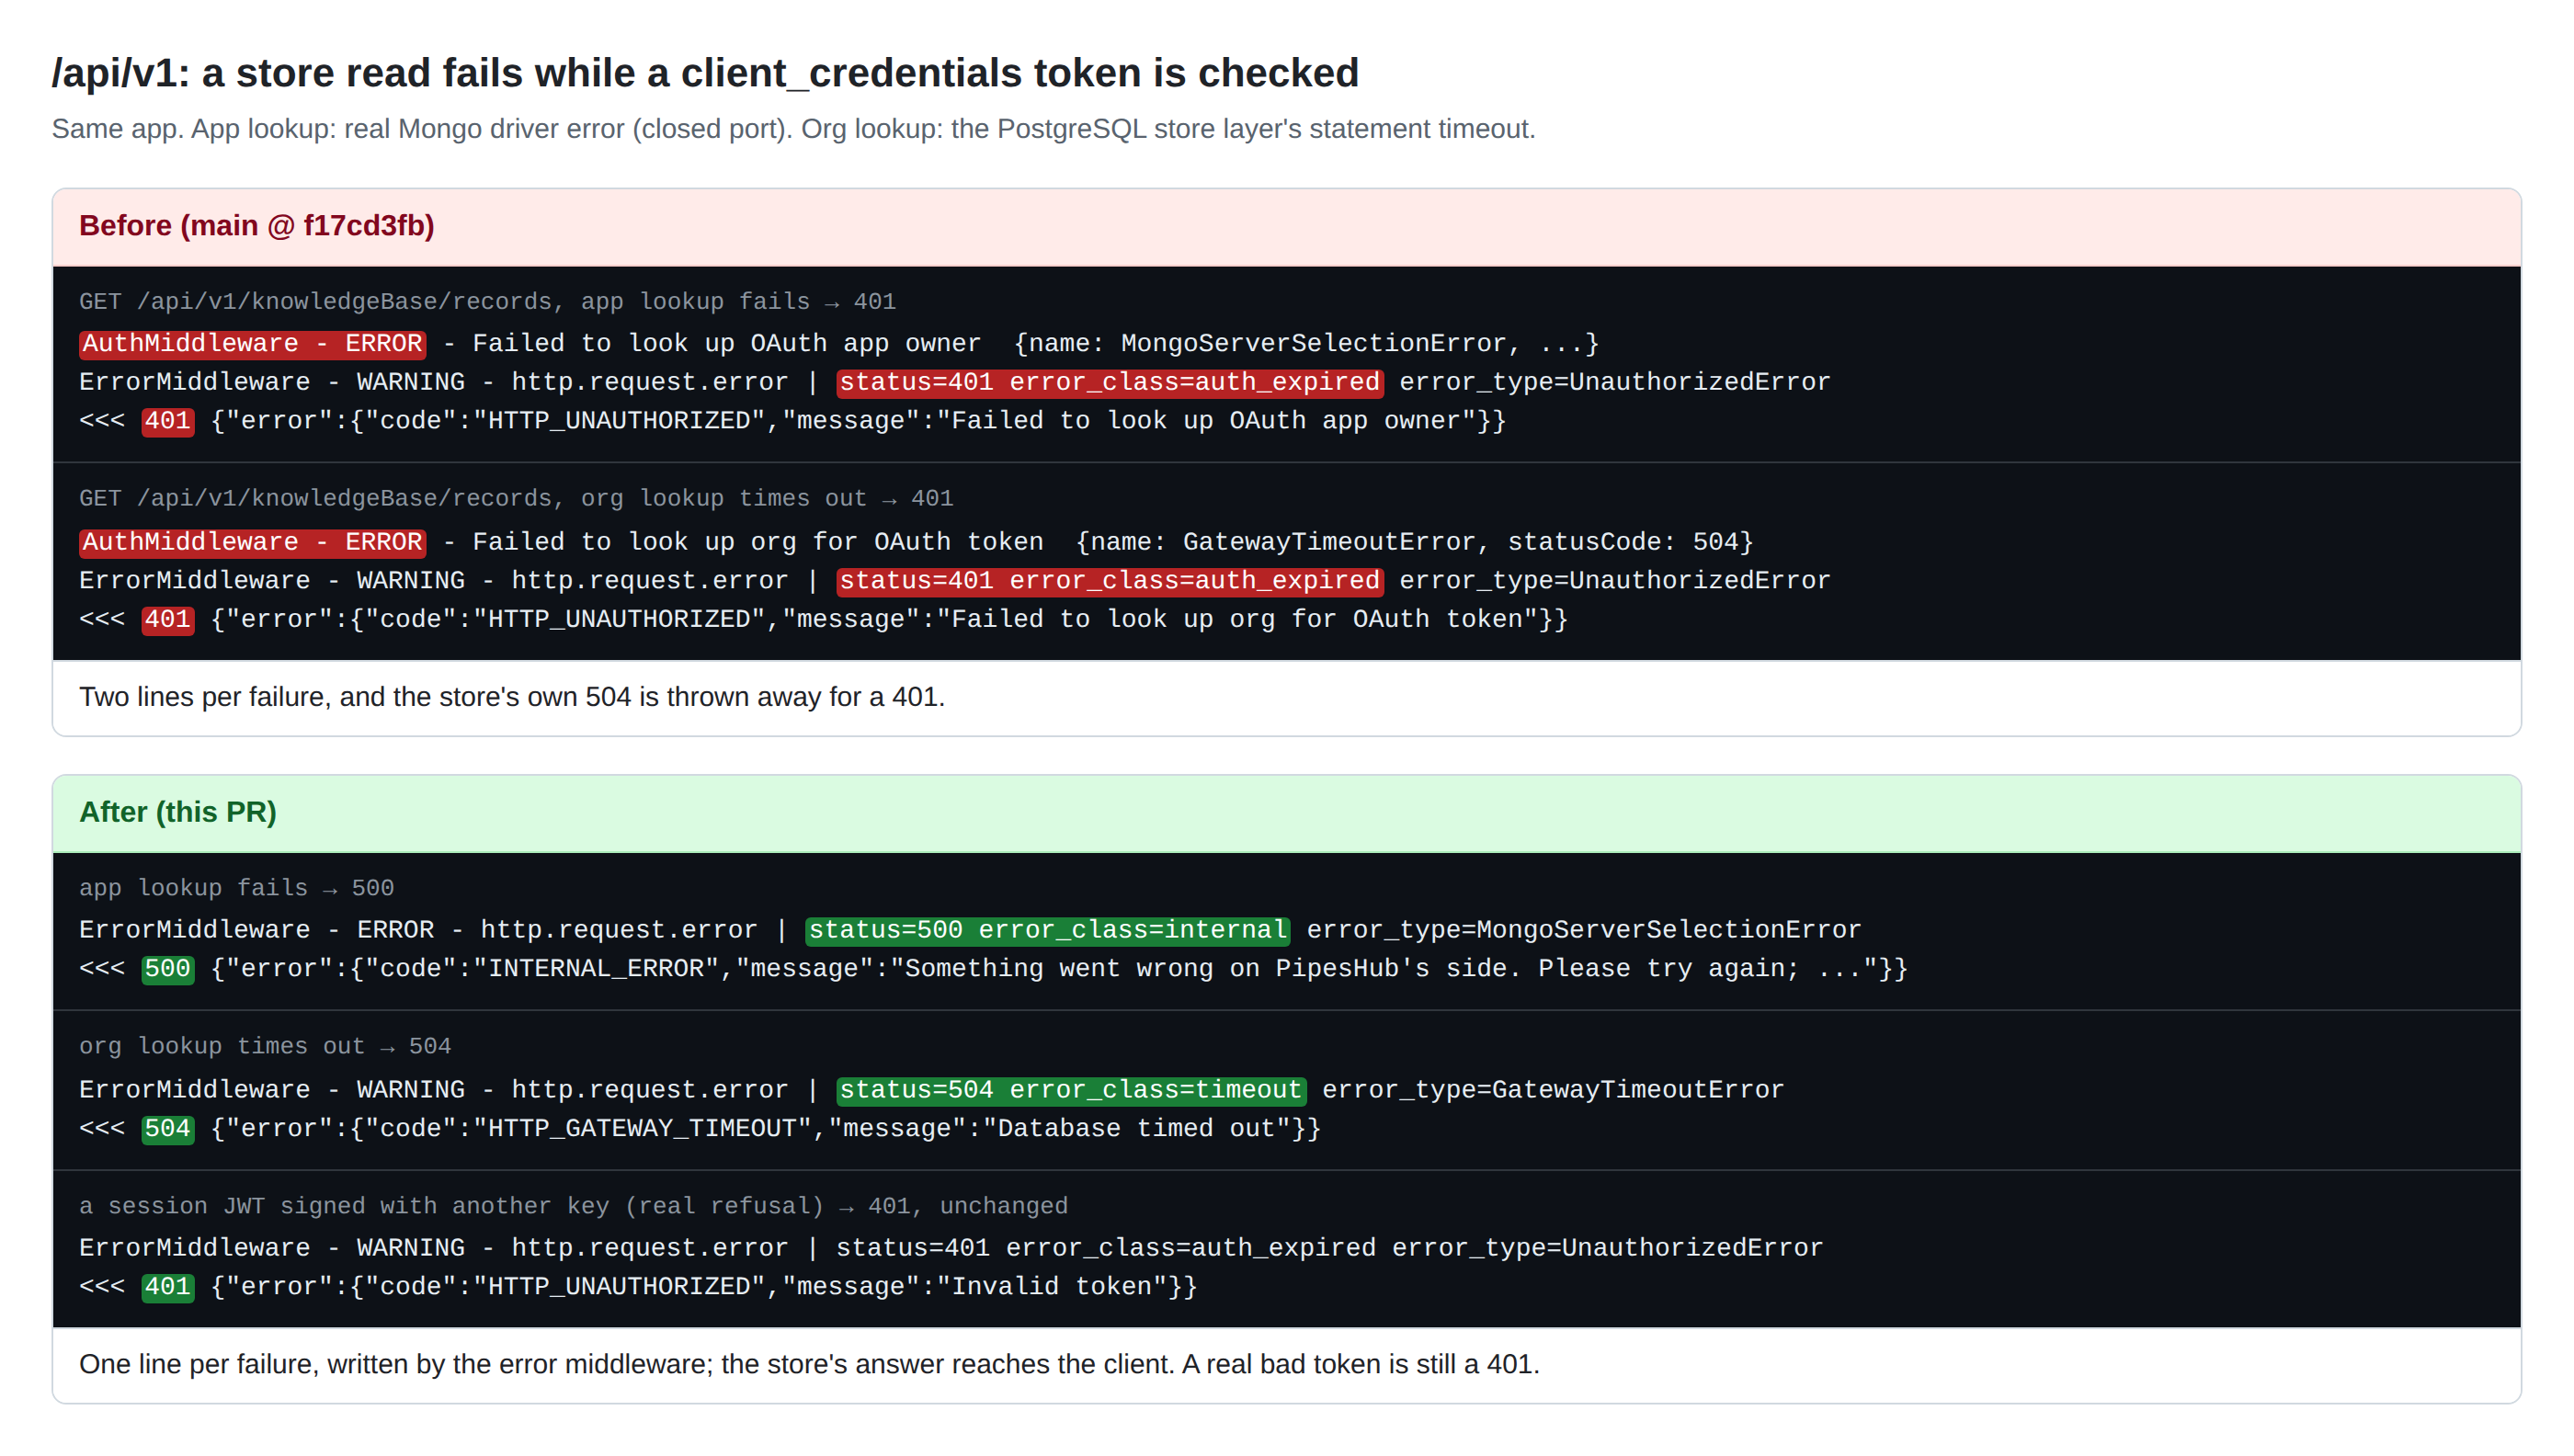 /api/v1: a store read fails while a client_credentials token is checked
Same app. App lookup: real Mongo driver error (closed port). Org lookup: the PostgreSQL store layer's statement timeout.
Before (main @ f17cd3fb)
GET /api/v1/knowledgeBase/records, app lookup fails → 401
AuthMiddleware - ERROR - Failed to look up OAuth app owner  {name: MongoServerSelectionError, ...}
ErrorMiddleware - WARNING - http.request.error | status=401 error_class=auth_expired error_type=UnauthorizedError
<<< 401 {"error":{"code":"HTTP_UNAUTHORIZED","message":"Failed to look up OAuth app owner"}}
GET /api/v1/knowledgeBase/records, org lookup times out → 401
AuthMiddleware - ERROR - Failed to look up org for OAuth token  {name: GatewayTimeoutError, statusCode: 504}
ErrorMiddleware - WARNING - http.request.error | status=401 error_class=auth_expired error_type=UnauthorizedError
<<< 401 {"error":{"code":"HTTP_UNAUTHORIZED","message":"Failed to look up org for OAuth token"}}
Two lines per failure, and the store's own 504 is thrown away for a 401.
After (this PR)
app lookup fails → 500
ErrorMiddleware - ERROR - http.request.error | status=500 error_class=internal error_type=MongoServerSelectionError
<<< 500 {"error":{"code":"INTERNAL_ERROR","message":"Something went wrong on PipesHub's side. Please try again; ..."}}
org lookup times out → 504
ErrorMiddleware - WARNING - http.request.error | status=504 error_class=timeout error_type=GatewayTimeoutError
<<< 504 {"error":{"code":"HTTP_GATEWAY_TIMEOUT","message":"Database timed out"}}
a session JWT signed with another key (real refusal) → 401, unchanged
ErrorMiddleware - WARNING - http.request.error | status=401 error_class=auth_expired error_type=UnauthorizedError
<<< 401 {"error":{"code":"HTTP_UNAUTHORIZED","message":"Invalid token"}}
One line per failure, written by the error middleware; the store's answer reaches the client. A real bad token is still a 401.